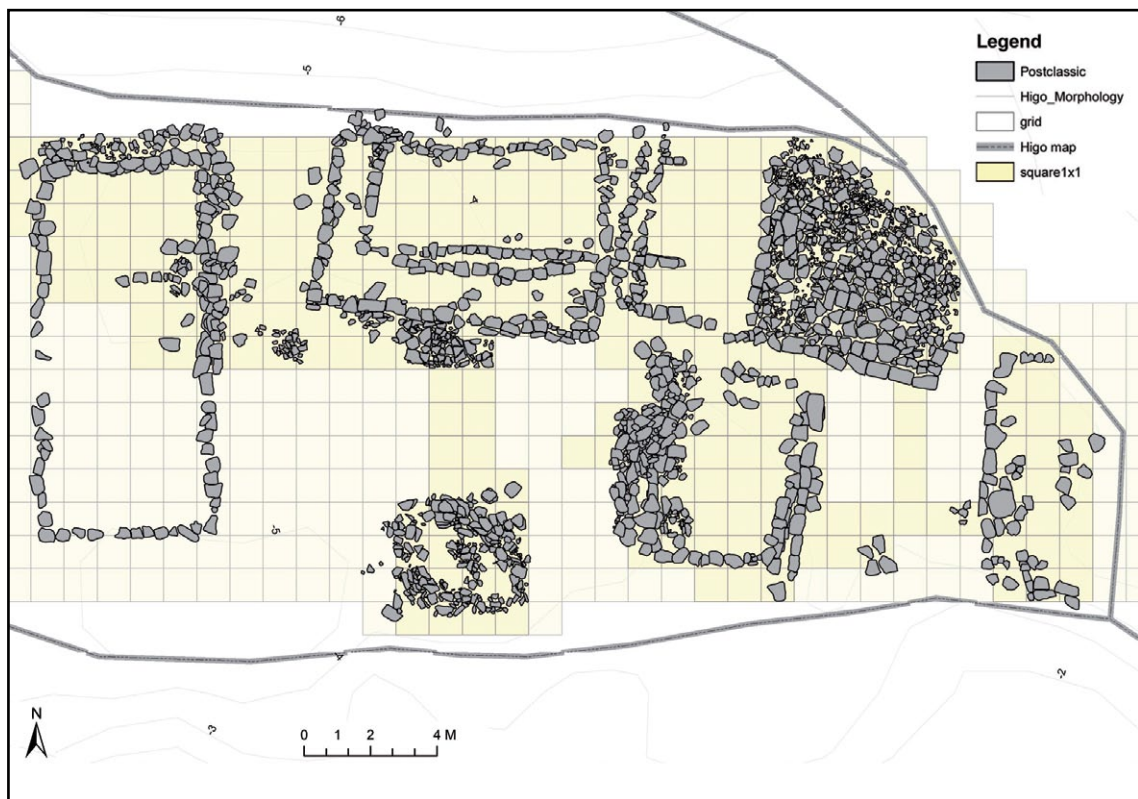 -6
-5
Legend
Postclassic
Higo_Morphology
grid
Higo map
square1x1
-4
-5
-4
-2
-3
N
0 1 2 4 M